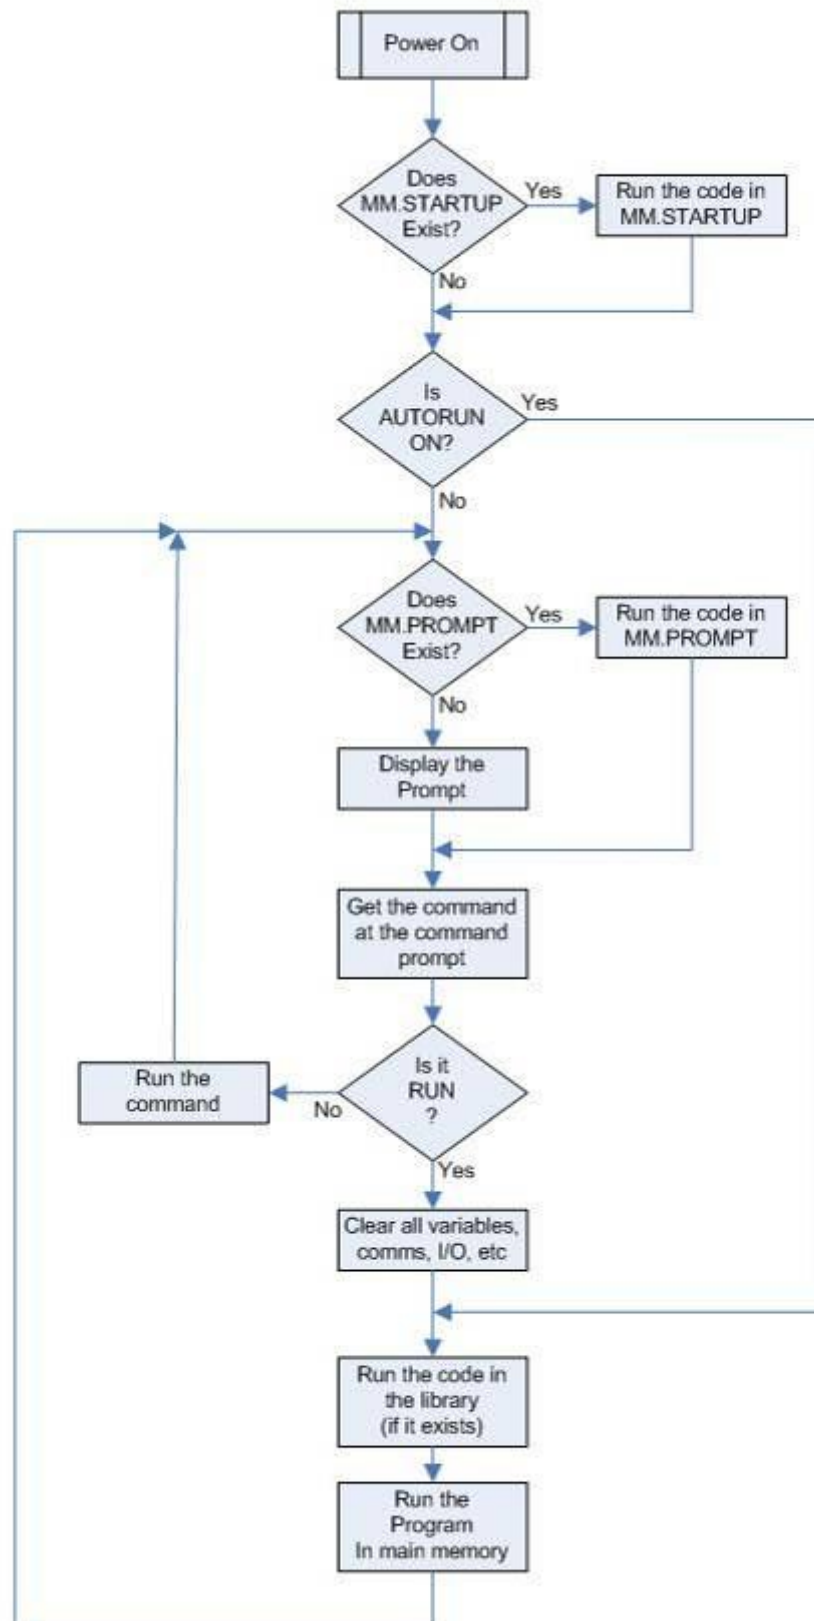 Power On
Does
MM.STARTUP
Exist?
Yes
Run the code in
MM.STARTUP
No
Is
AUTORUN
ON?
Yes
No
Does
MM.PROMPT
Exist?
Yes
Run the code in
MM.PROMPT
No
Display the
Prompt
Get the command
at the command
prompt
Is it
RUN
?
No
Run the
command
Yes
Clear all variables,
comms, I/O, etc
Run the code in
the library
(if it exists)
Run the
Program
In main memory